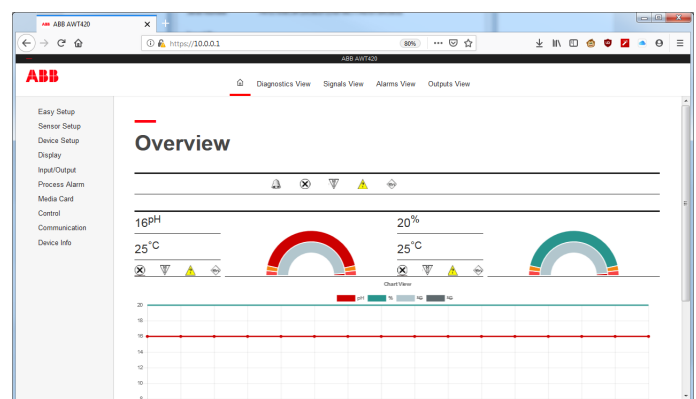 ABB ABB AWT420
https://10.0.0.1
80%
ABB AWT420
ABB
Diagnostics View Signals View Alarms View Outputs View
Easy Setup
Sensor Setup
Device Setup
Display
Input/Output
Process Alarm
Media Card
Control
Communication
Device Info
Overview
16pH
25°C
20%
25°C
Chart View
pH %
20
18
16
14
12
10